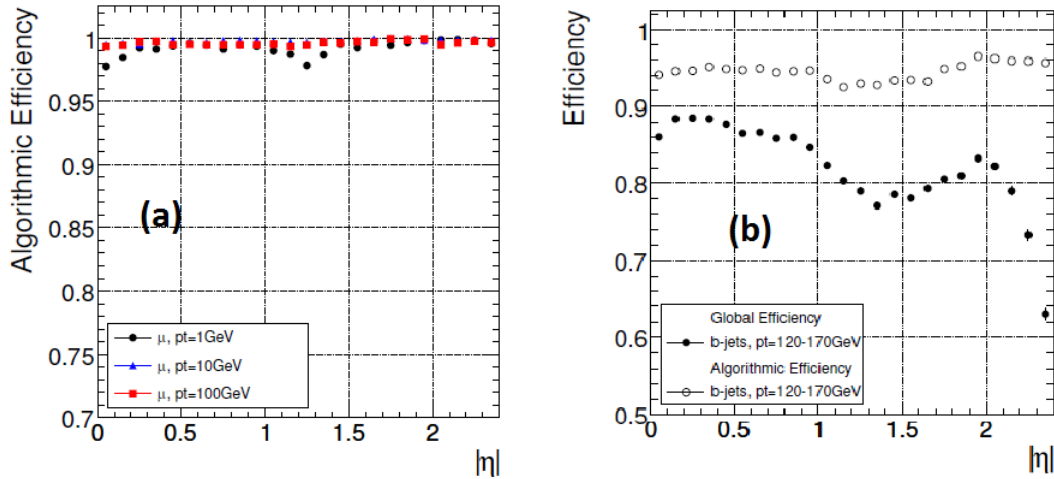 Algorithmic Efficiency
1
0.95
0.9
0.85
0.8
0.75
0.7
(a)
μ, pt=1GeV
μ, pt=10GeV
μ, pt=100GeV
0 0.5 1 1.5 2
|η|
Efficiency
1
0.9
0.8
0.7
0.6
0.5
(b)
Global Efficiency
b-jets, pt=120-170GeV
Algorithmic Efficiency
b-jets, pt=120-170GeV
0 0.5 1 1.5 2
|η|